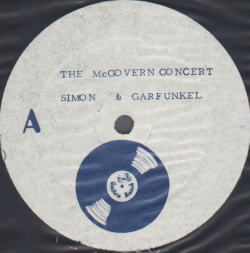 THE McGOVERN CONCERT
SIMON & GARFUNKEL
A